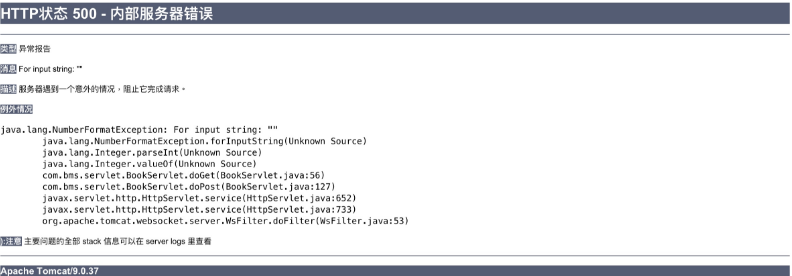 HTTP状态 500 - 内部服务器错误
类型 异常报告
消息 For input string: ""
描述 服务器遇到一个意外的情况，阻止它完成请求。
例外情况
java.lang.NumberFormatException: For input string: ""
java.lang.NumberFormatException.forInputString(Unknown Source)
java.lang.Integer.parseInt(Unknown Source)
java.lang.Integer.valueOf(Unknown Source)
com.bms.servlet.BookServlet.doGet(BookServlet.java:56)
com.bms.servlet.BookServlet.doPost(BookServlet.java:127)
javax.servlet.http.HttpServlet.service(HttpServlet.java:652)
javax.servlet.http.HttpServlet.service(HttpServlet.java:733)
org.apache.tomcat.websocket.server.WsFilter.doFilter(WsFilter.java:53)
):注意 主要问题的全部 stack 信息可以在 server logs 里查看
Apache Tomcat/9.0.37